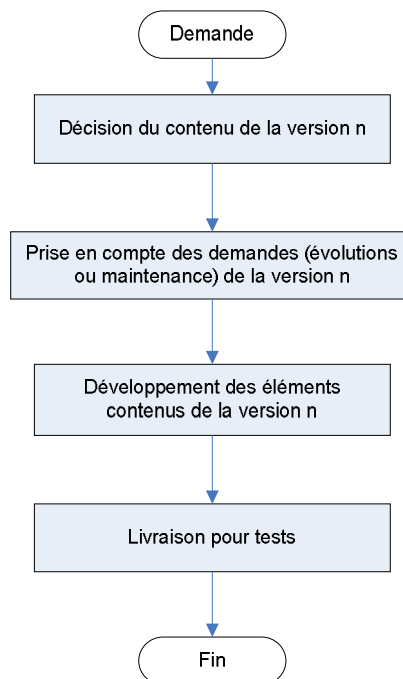 Demande
Décision du contenu de la version n
Prise en compte des demandes (évolutions
ou maintenance) de la version n
Développement des éléments
contenus de la version n
Livraison pour tests
Fin